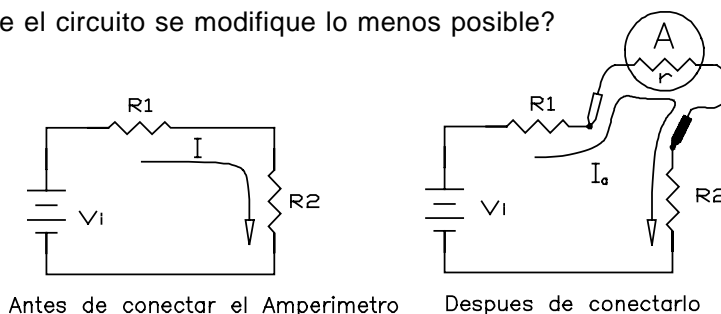 e el circuito se modifique lo menos posible?
A
r
R1
I
R2
Vi
R1
Ia
R2
Vi
Antes de conectar el Amperimetro
Despues de conectarlo